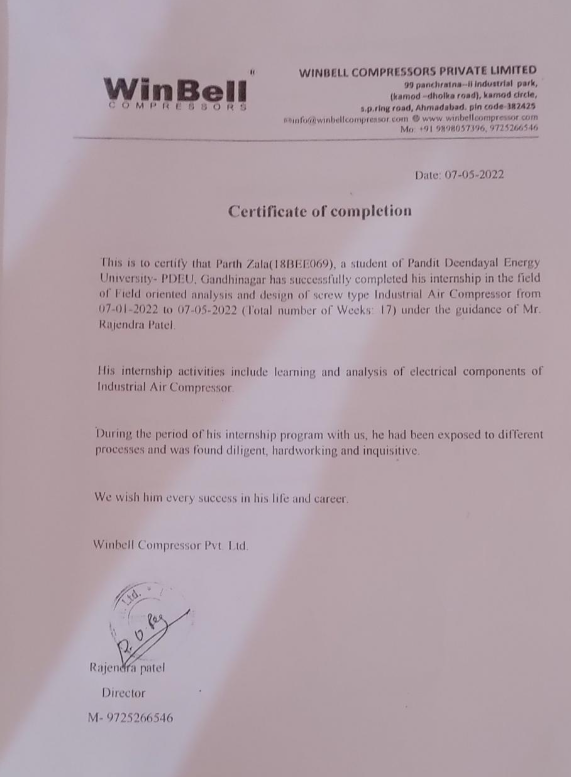 WinBell
COMPRESSORS
WINBELL COMPRESSORS PRIVATE LIMITED
99 panchratna-ii industrial park,
(kamod -dholka road), kamod circle,
s.p.ring road, Ahmadabad. pin code-382425
info@winbellcompressor.com www.winbellcompressor.com
Mo: +91 9898057396, 9725266546
Date: 07-05-2022
Certificate of completion
This is to certify that Parth Zala(18BEE069), a student of Pandit Deendayal Energy
University- PDEU, Gandhinagar has successfully completed his internship in the field
of Field oriented analysis and design of screw type Industrial Air Compressor from
07-01-2022 to 07-05-2022 (Total number of Weeks: 17) under the guidance of Mr.
Rajendra Patel.
His internship activities include learning and analysis of electrical components of
Industrial Air Compressor.
During the period of his internship program with us, he had been exposed to different
processes and was found diligent, hardworking and inquisitive.
We wish him every success in his life and career.
Winbell Compressor Pvt. Ltd.
Ltd.
Rajendra patel
Director
M- 9725266546